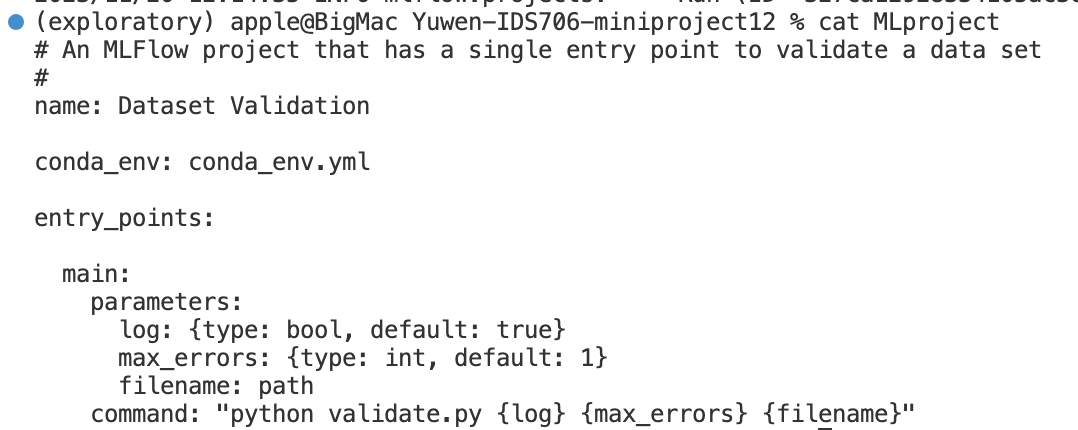 (exploratory) apple@BigMac Yuwen-IDS706-miniproject12 % cat MLproject
# An MLFlow project that has a single entry point to validate a data set
#
name: Dataset Validation
conda_env: conda_env.yml
entry_points:
main:
parameters:
log: {type: bool, default: true}
max_errors: {type: int, default: 1}
filename: path
command: "python validate.py {log} {max_errors} {filename}"